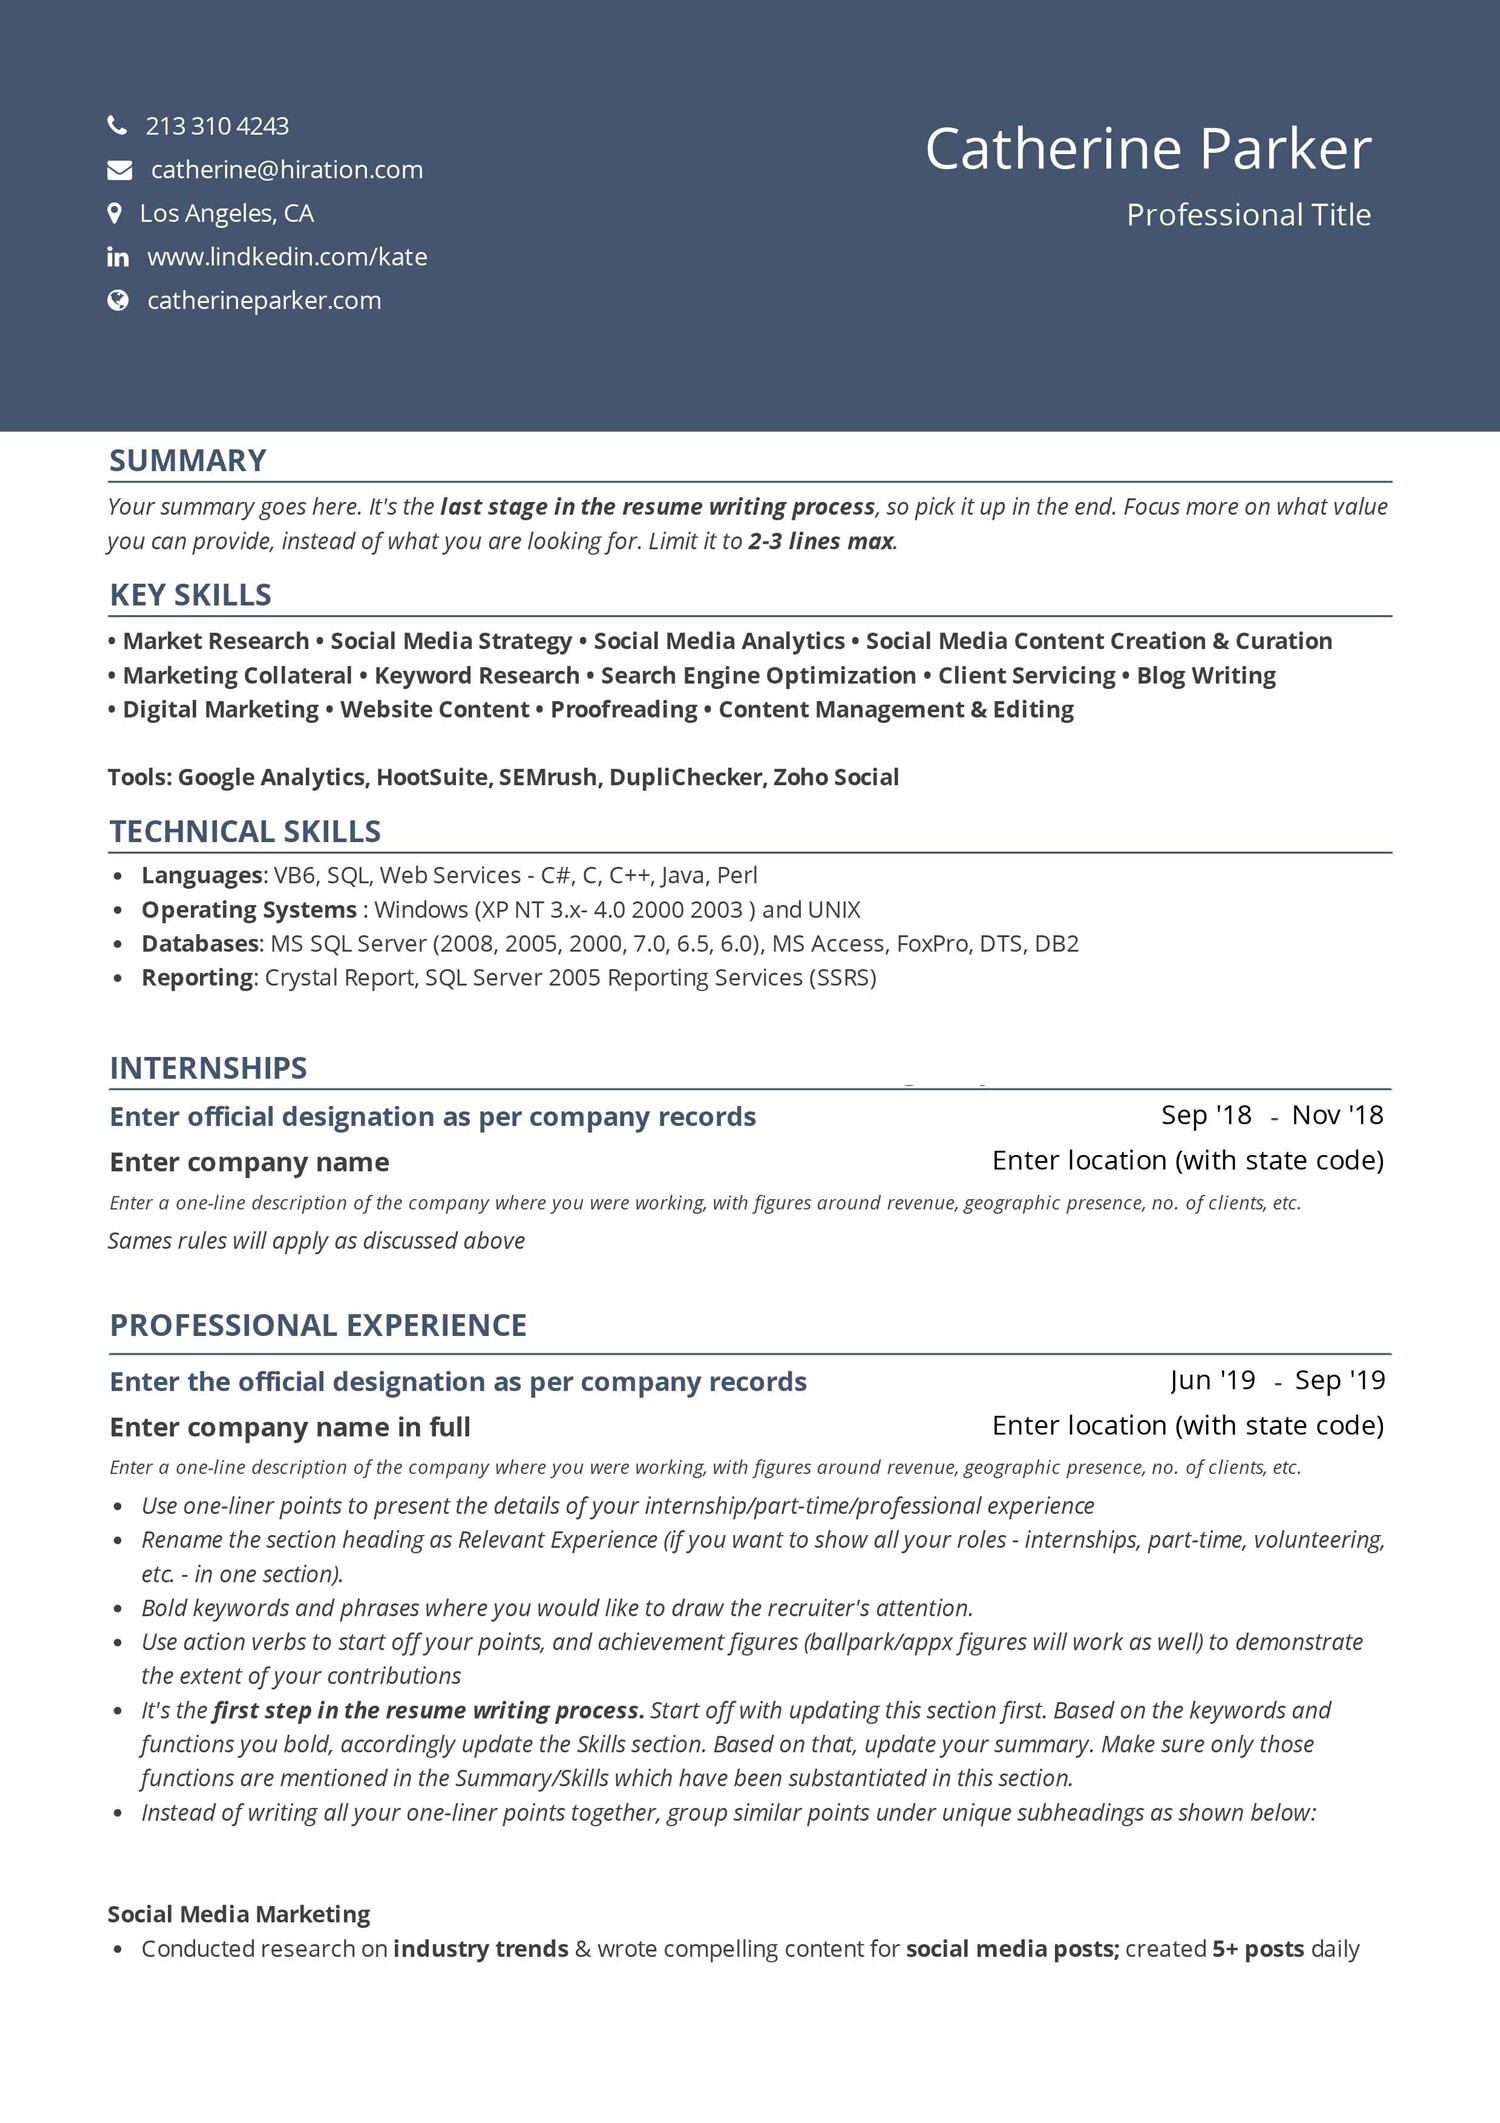 213 310 4243
catherine@hiration.com
Los Angeles, CA
www.lindkedin.com/kate
catherineparker.com
Catherine Parker
Professional Title
SUMMARY
Your summary goes here. It's the last stage in the resume writing process, so pick it up in the end. Focus more on what value
you can provide, instead of what you are looking for. Limit it to 2-3 lines max.
KEY SKILLS
• Market Research • Social Media Strategy • Social Media Analytics • Social Media Content Creation & Curation
• Marketing Collateral • Keyword Research • Search Engine Optimization • Client Servicing • Blog Writing
• Digital Marketing • Website Content • Proofreading • Content Management & Editing
Tools: Google Analytics, HootSuite, SEMrush, DupliChecker, Zoho Social
TECHNICAL SKILLS
• Languages: VB6, SQL, Web Services - C#, C, C++, Java, Perl
• Operating Systems : Windows (XP NT 3.x- 4.0 2000 2003 ) and UNIX
• Databases: MS SQL Server (2008, 2005, 2000, 7.0, 6.5, 6.0), MS Access, FoxPro, DTS, DB2
• Reporting: Crystal Report, SQL Server 2005 Reporting Services (SSRS)
INTERNSHIPS
Enter official designation as per company records Sep '18 - Nov '18
Enter company name Enter location (with state code)
Enter a one-line description of the company where you were working, with figures around revenue, geographic presence, no. of clients, etc.
Sames rules will apply as discussed above
PROFESSIONAL EXPERIENCE
Enter the official designation as per company records Jun '19 - Sep '19
Enter company name in full Enter location (with state code)
Enter a one-line description of the company where you were working, with figures around revenue, geographic presence, no. of clients, etc.
• Use one-liner points to present the details of your internship/part-time/professional experience
• Rename the section heading as Relevant Experience (if you want to show all your roles - internships, part-time, volunteering,
etc. - in one section).
• Bold keywords and phrases where you would like to draw the recruiter's attention.
• Use action verbs to start off your points, and achievement figures (ballpark/appx figures will work as well) to demonstrate
the extent of your contributions
• It's the first step in the resume writing process. Start off with updating this section first. Based on the keywords and
functions you bold, accordingly update the Skills section. Based on that, update your summary. Make sure only those
functions are mentioned in the Summary/Skills which have been substantiated in this section.
• Instead of writing all your one-liner points together, group similar points under unique subheadings as shown below:
Social Media Marketing
• Conducted research on industry trends & wrote compelling content for social media posts; created 5+ posts daily